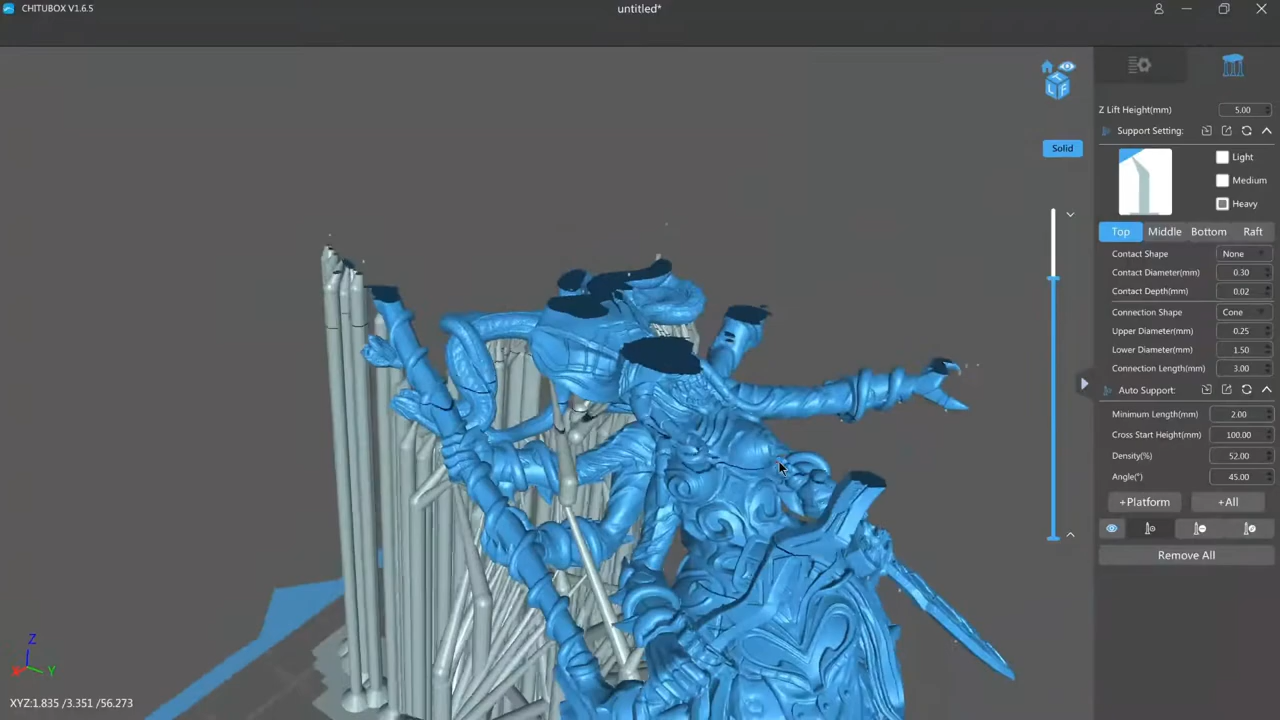 CHITUBOX V1.6.5
untitled*
Z Lift Height(mm) 5.00
Support Setting:
Light
Medium
Heavy
Top Middle Bottom Raft
Contact Shape None
Contact Diameter(mm) 0.30
Contact Depth(mm) 0.02
Connection Shape Cone
Upper Diameter(mm) 0.25
Lower Diameter(mm) 1.50
Connection Length(mm) 3.00
Auto Support:
Minimum Length(mm) 2.00
Cross Start Height(mm) 100.00
Density(%) 52.00
Angle(°) 45.00
+Platform +All
Remove All
Solid
T
L F
Z
X Y
XYZ:1.835 /3.351 /56.273